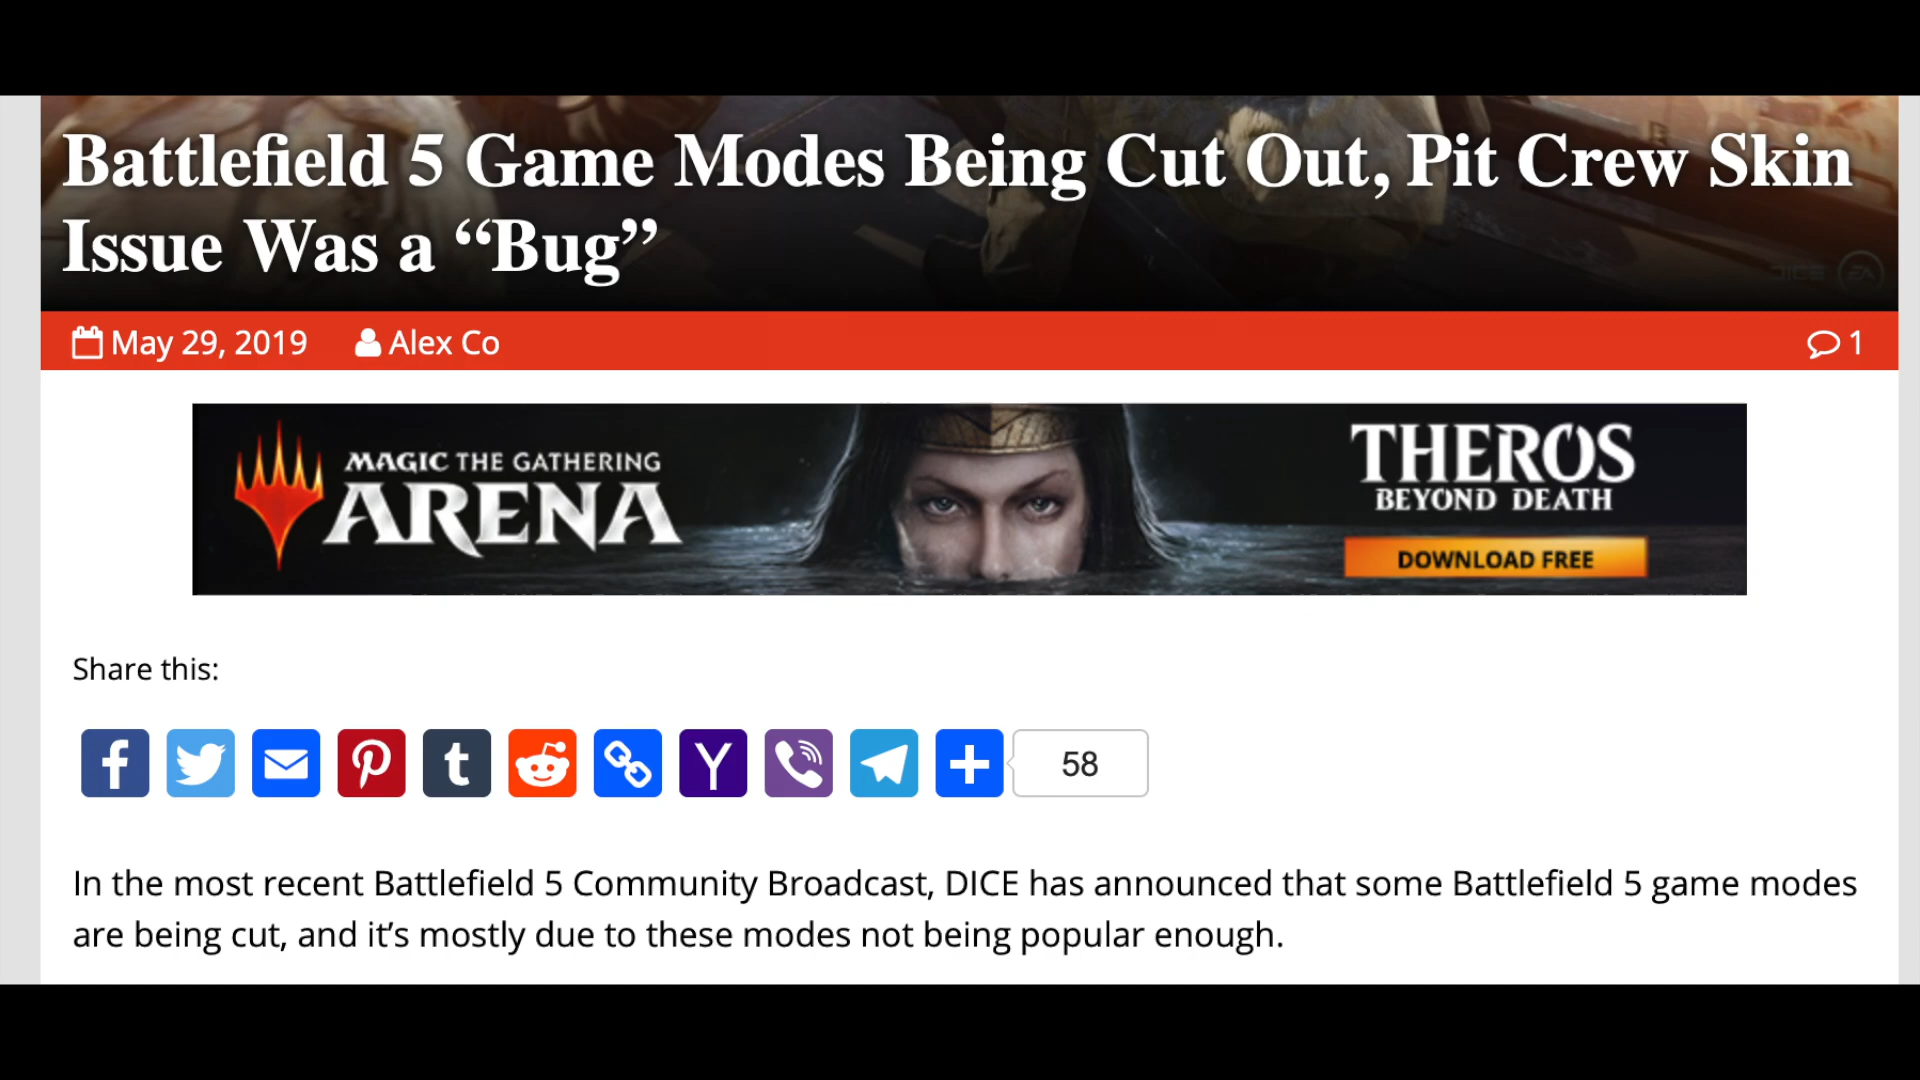 Battlefield 5 Game Modes Being Cut Out, Pit Crew Skin
Issue Was a “Bug”
DICE EA
May 29, 2019 Alex Co 1
MAGIC THE GATHERING
ARENA
THEROS
BEYOND DEATH
DOWNLOAD FREE
Share this:
58
In the most recent Battlefield 5 Community Broadcast, DICE has announced that some Battlefield 5 game modes
are being cut, and it’s mostly due to these modes not being popular enough.